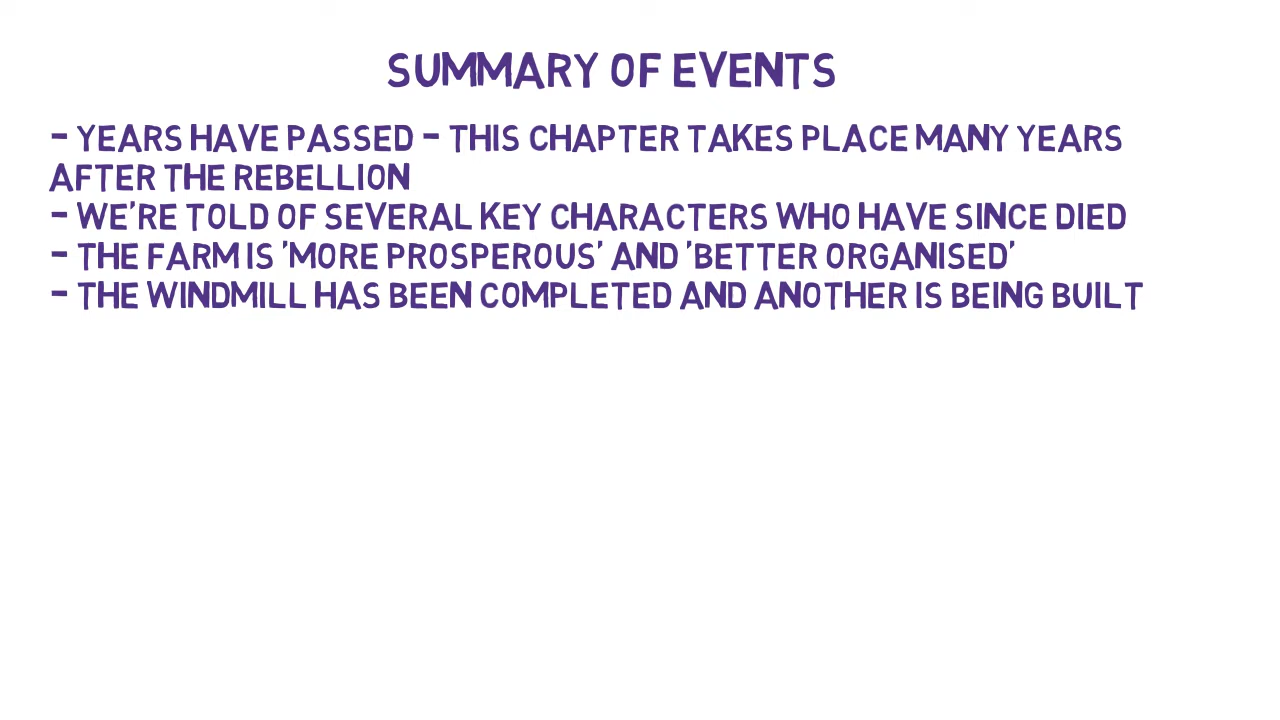 SUMMARY OF EVENTS
- YEARS HAVE PASSED - THIS CHAPTER TAKES PLACE MANY YEARS
AFTER THE REBELLION
- WE'RE TOLD OF SEVERAL KEY CHARACTERS WHO HAVE SINCE DIED
- THE FARM IS 'MORE PROSPEROUS' AND 'BETTER ORGANISED'
- THE WINDMILL HAS BEEN COMPLETED AND ANOTHER IS BEING BUILT